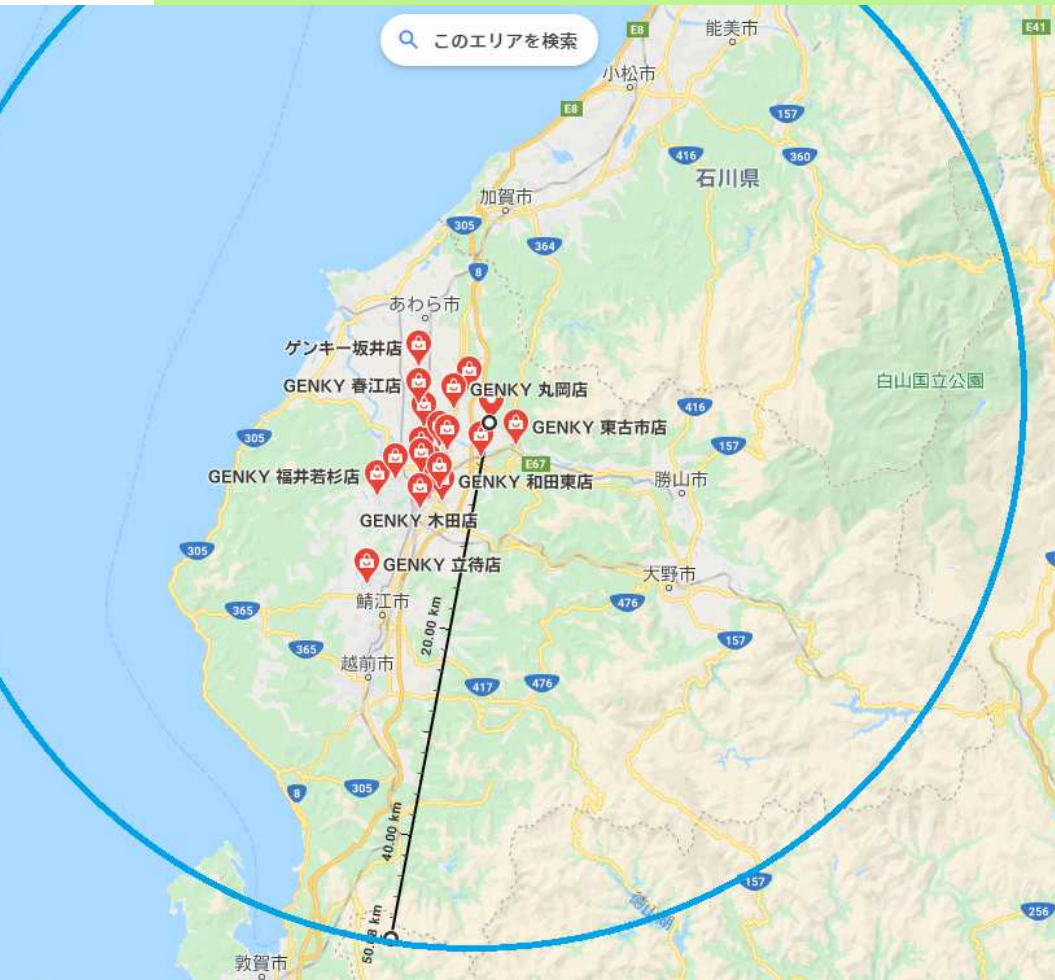 このエリアを検索
能美市
E8
E41
小松市
E8
157
416
360
石川県
加賀市
305
364
8
あわら市
ゲンキー坂井店
GENKY 春江店
GENKY 丸岡店
白山国立公園
416
GENKY 東古市店
305
157
E67
GENKY 福井若杉店
GENKY 和田東店
勝山市
GENKY 木田店
305
GENKY 立待店
大野市
鯖江市
365
476
20.00 km
157
365
越前市
417
476
305
8
40.00 km
157
256
敦賀市